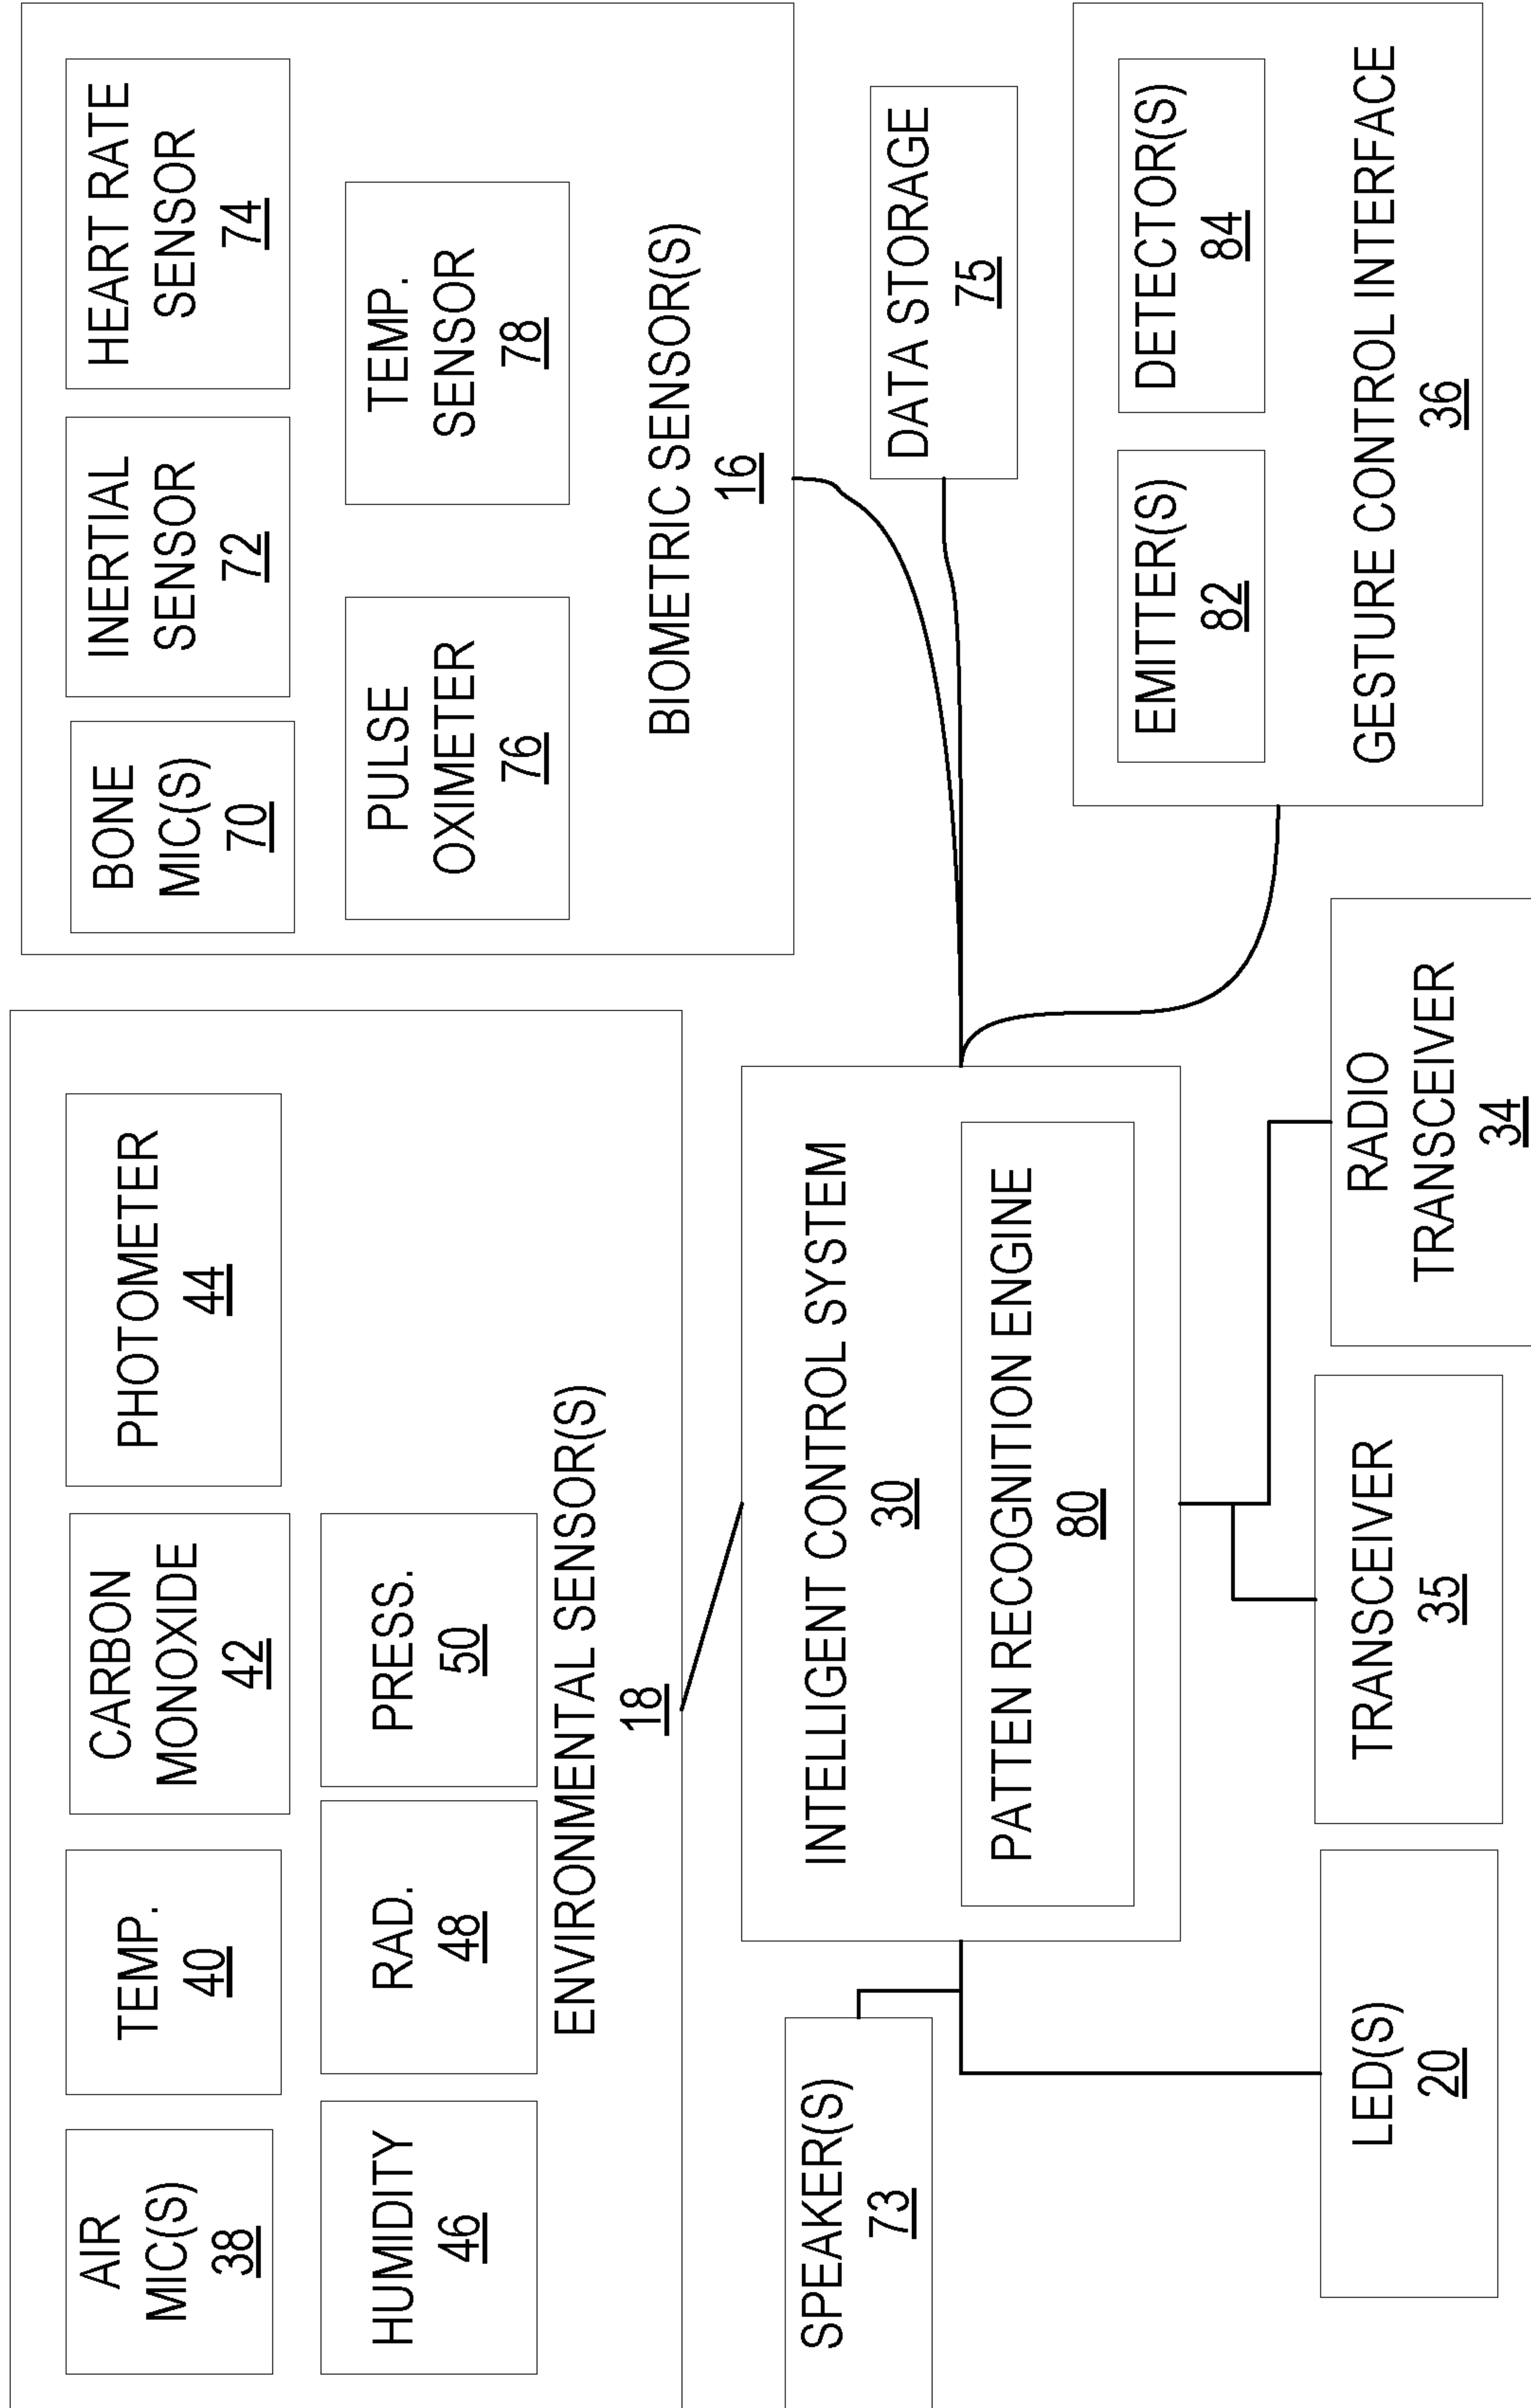 AIR
MIC(S)
38
TEMP.
40
CARBON
MONOXIDE
42
PHOTOMETER
44
HUMIDITY
46
RAD.
48
PRESS.
50
ENVIRONMENTAL SENSOR(S)
18
BONE
MIC(S)
70
INERTIAL
SENSOR
72
HEART RATE
SENSOR
74
PULSE
OXIMETER
76
TEMP.
SENSOR
78
BIOMETRIC SENSOR(S)
16
SPEAKER(S)
73
INTELLIGENT CONTROL SYSTEM
30
PATTEN RECOGNITION ENGINE
80
DATA STORAGE
75
LED(S)
20
TRANSCEIVER
35
RADIO
TRANSCEIVER
34
EMITTER(S)
82
DETECTOR(S)
84
GESTURE CONTROL INTERFACE
36